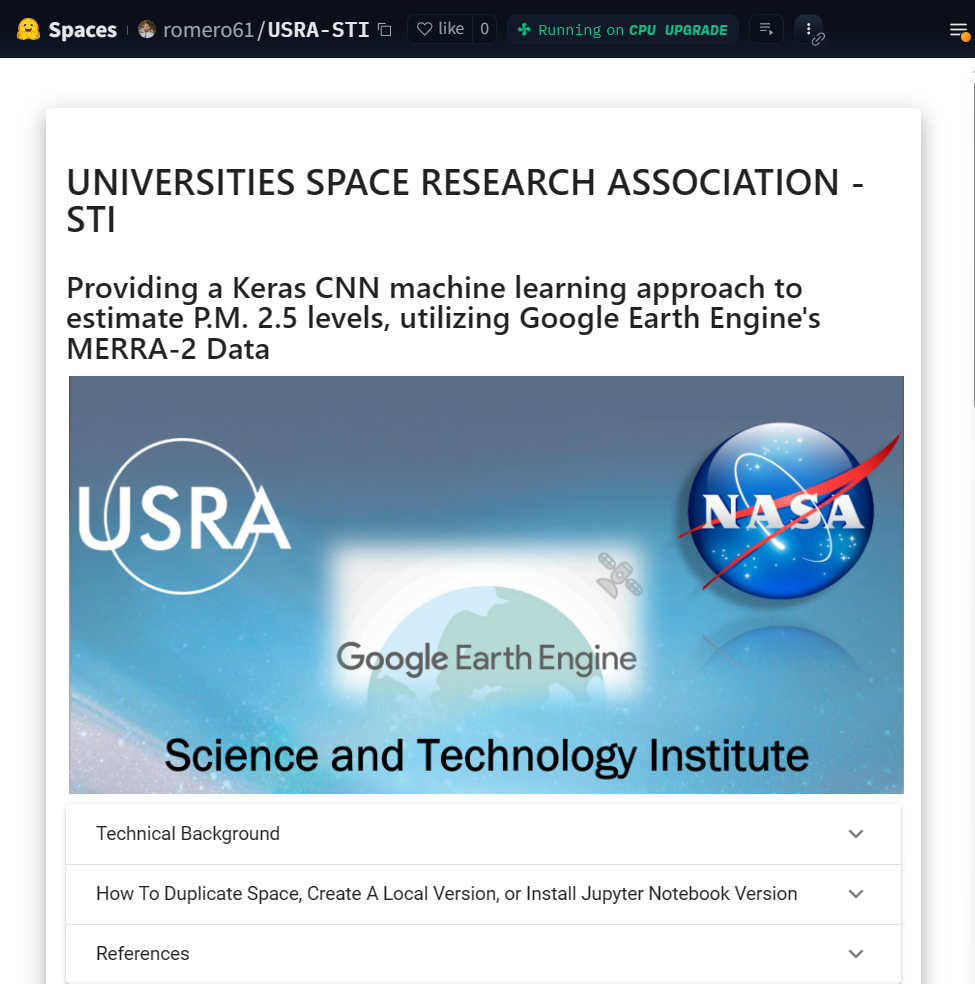 Spaces
romero61/USRA-STI
like 0
Running on CPU UPGRADE
UNIVERSITIES SPACE RESEARCH ASSOCIATION -
STI
Providing a Keras CNN machine learning approach to
estimate P.M. 2.5 levels, utilizing Google Earth Engine's
MERRA-2 Data
USRA
NASA
Google Earth Engine
Science and Technology Institute
Technical Background
How To Duplicate Space, Create A Local Version, or Install Jupyter Notebook Version
References